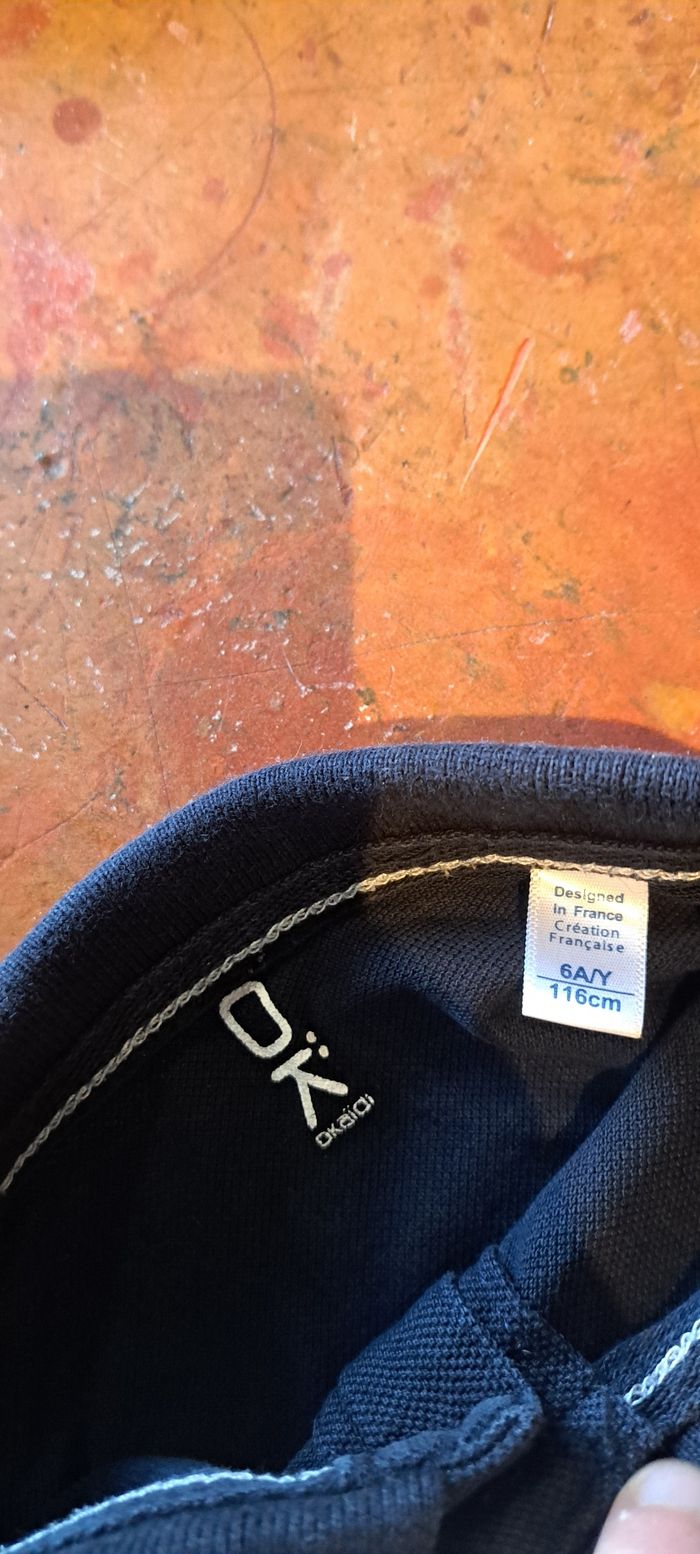 OK
OKaïDi
Designed
in France
Création
Française
6A/Y
116cm